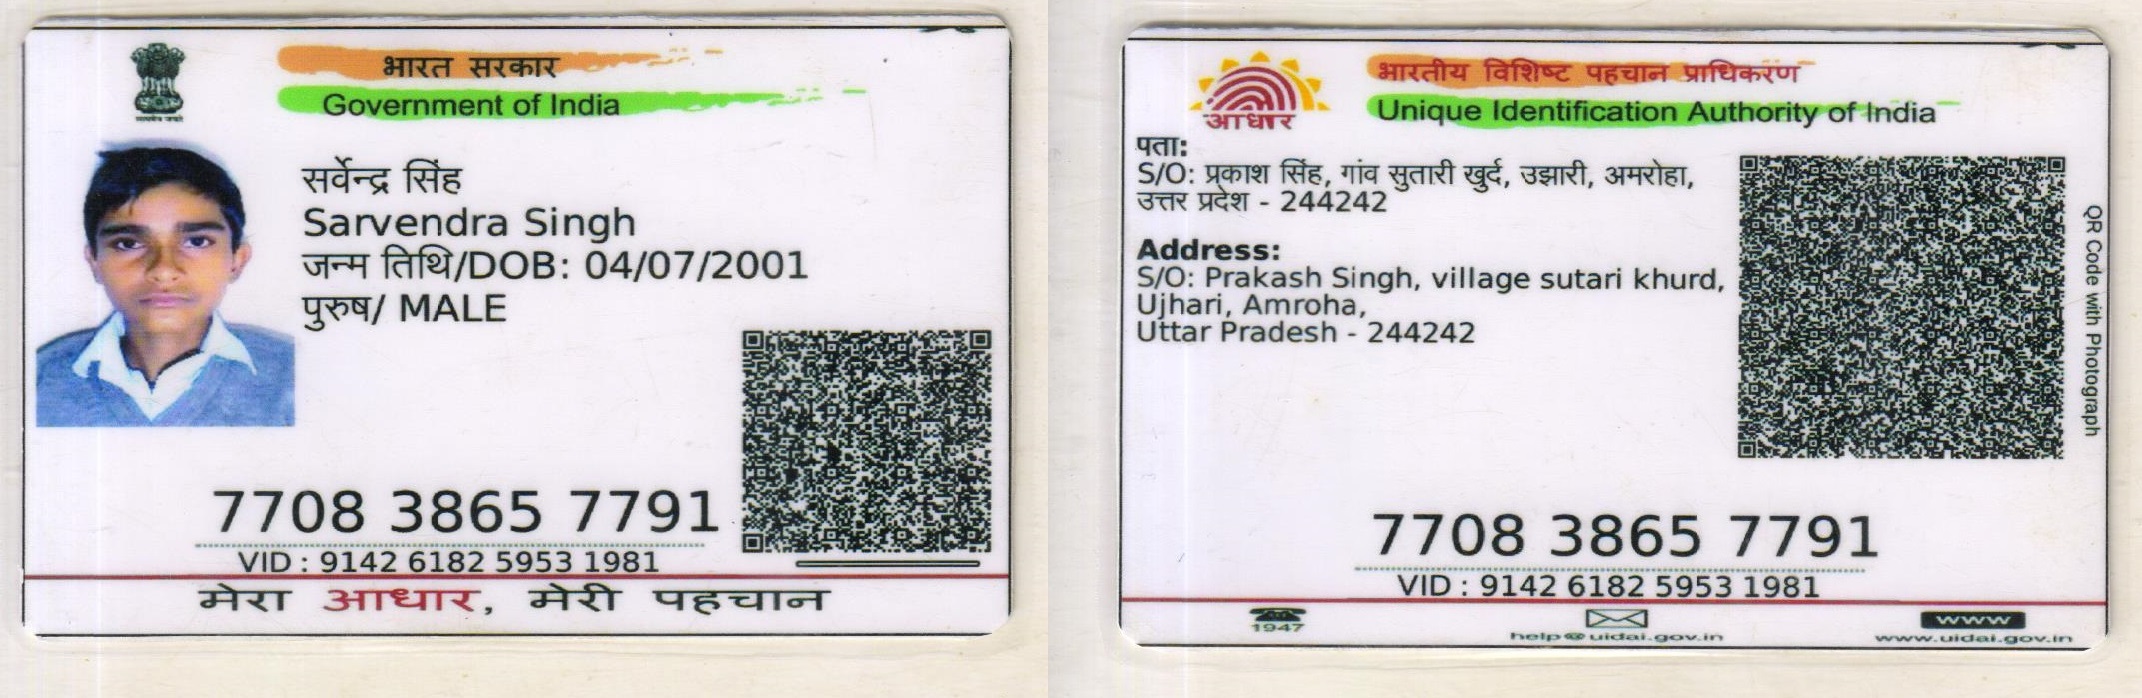 भारत सरकार
Government of India
सर्वेन्द्र सिंह
Sarvendra Singh
जन्म तिथि/DOB: 04/07/2001
पुरुष/ MALE
7708 3865 7791
VID : 9142 6182 5953 1981
मेरा आधार, मेरी पहचान
भारतीय विशिष्ट पहचान प्राधिकरण
Unique Identification Authority of India
आधार
पता:
S/O: प्रकाश सिंह, गांव सुतारी खुर्द, उझारी, अमरोहा,
उत्तर प्रदेश - 244242
Address:
S/O: Prakash Singh, village sutari khurd,
Ujhari, Amroha,
Uttar Pradesh - 244242
QR Code with Photograph
7708 3865 7791
VID : 9142 6182 5953 1981
1947
help@uidai.gov.in
www
www.uidai.gov.in